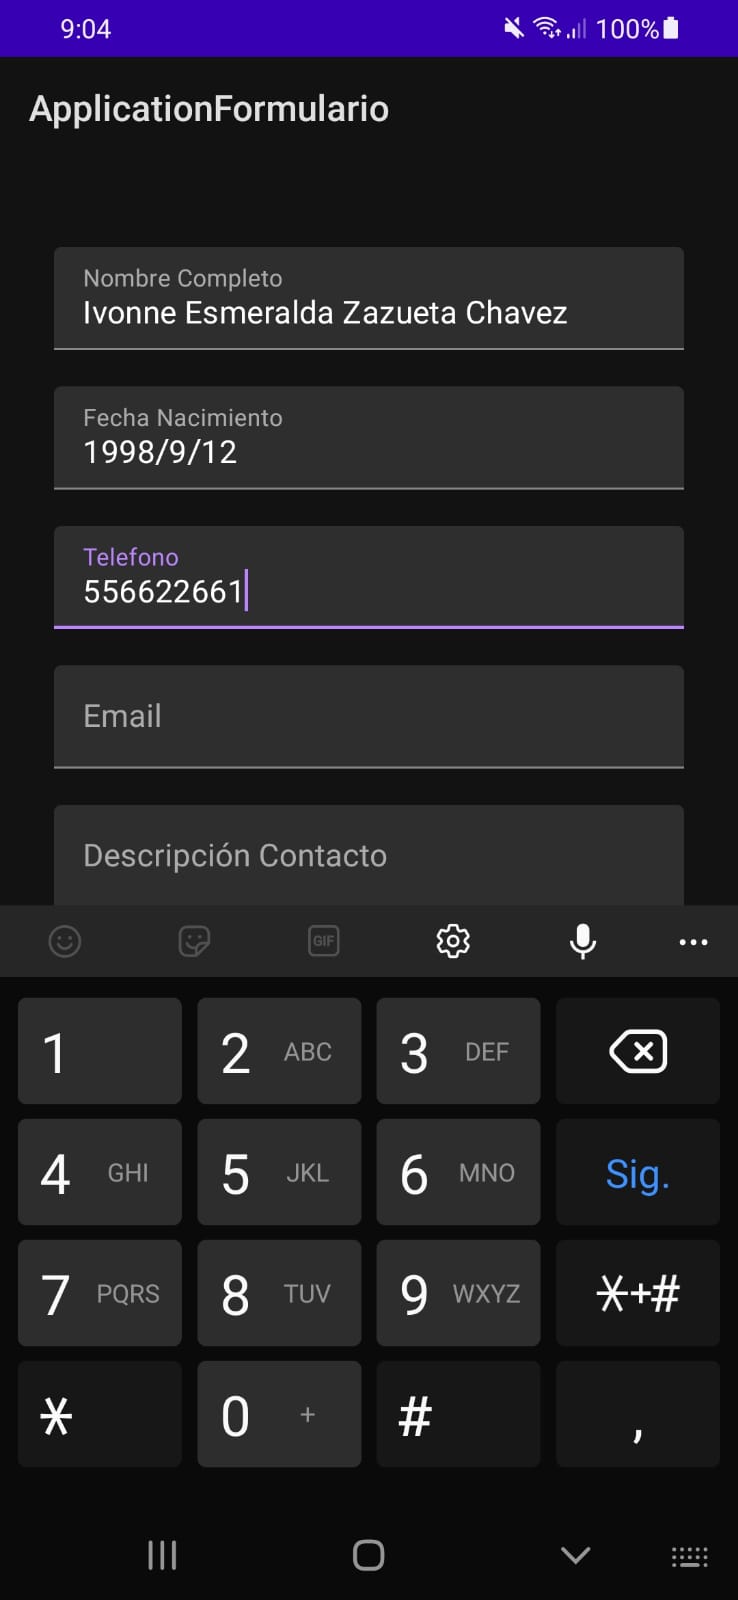 9:04
100%
ApplicationFormulario
Nombre Completo
Ivonne Esmeralda Zazueta Chavez
Fecha Nacimiento
1998/9/12
Telefono
556622661
Email
Descripción Contacto
GIF
1
2 ABC
3 DEF
4 GHI
5 JKL
6 MNO
Sig.
7 PQRS
8 TUV
9 WXYZ
*+#
*
0 +
#
,